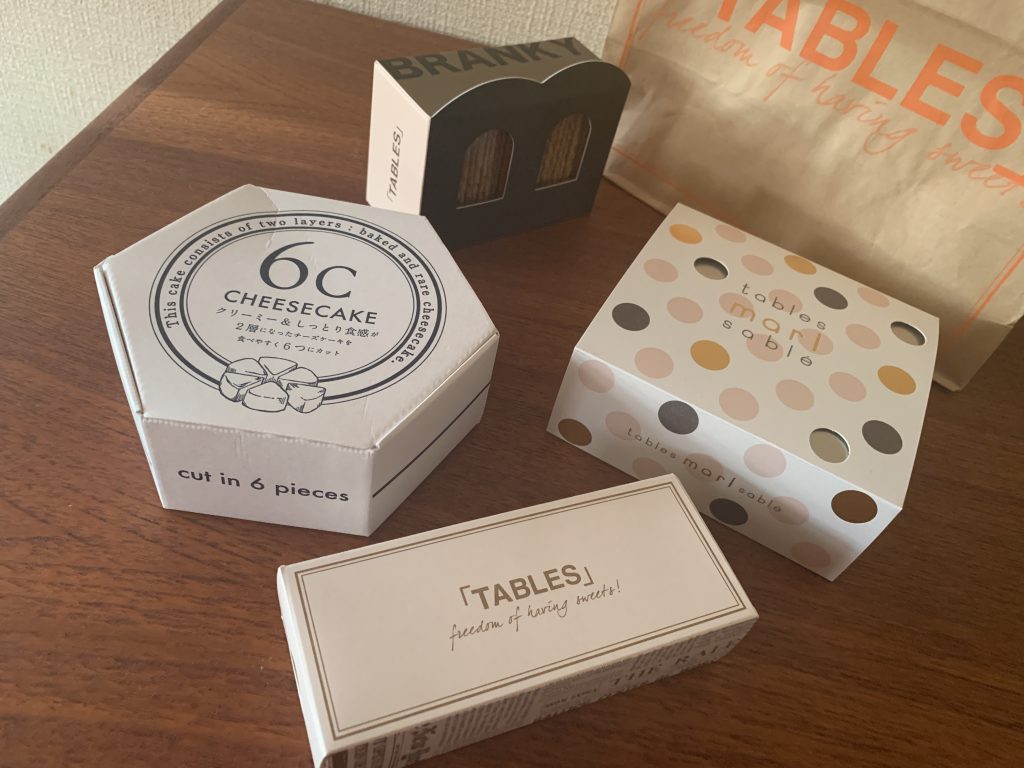 TABLES
freedom of having sweets
BRANKY
「TABLES」
This cake consists of two layers ; baked and rare cheesecake.
6C
CHEESECAKE
クリーミー & しっとり食感が
2層になったチーズケーキを
食べやすく6つにカット
cut in 6 pieces
tables
marl
sablé
tables marl sablé
「TABLES」
freedom of having sweets!